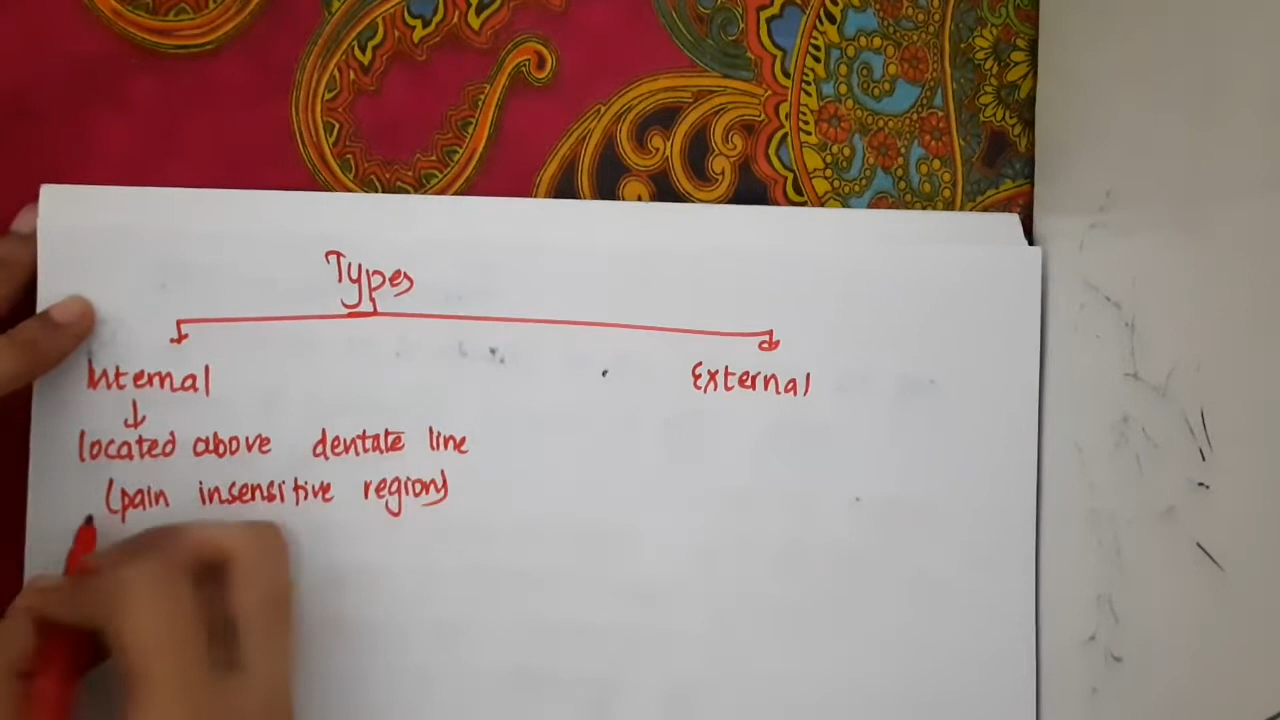 Types
Internal
External
located above dentate line
(pain insensitive region)